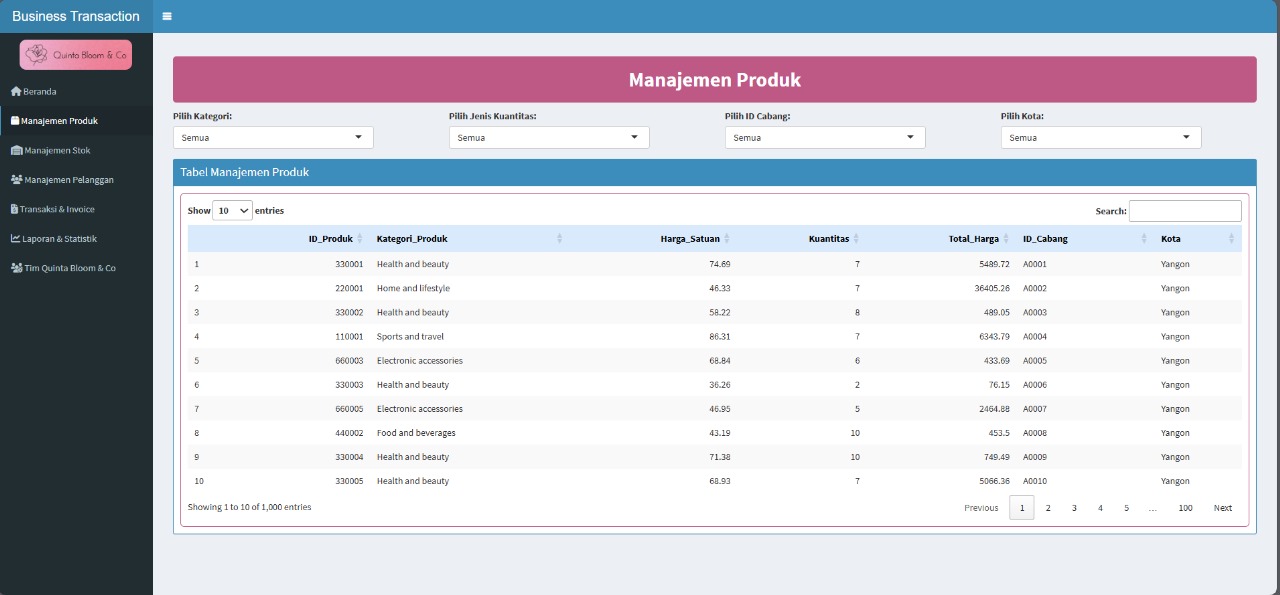 Business Transaction
Quinta Bloom & Co
Beranda
Manajemen Produk
Manajemen Stok
Manajemen Pelanggan
Transaksi & Invoice
Laporan & Statistik
Tim Quinta Bloom & Co
Manajemen Produk
Pilih Kategori: Pilih Jenis Kuantitas: Pilih ID Cabang: Pilih Kota:
Semua Semua Semua Semua
Tabel Manajemen Produk
Show 10 entries Search:
ID_Produk Kategori_Produk Harga_Satuan Kuantitas Total_Harga ID_Cabang Kota
1 330001 Health and beauty 74.69 7 5489.72 A0001 Yangon
2 220001 Home and lifestyle 46.33 7 36405.26 A0002 Yangon
3 330002 Health and beauty 58.22 8 489.05 A0003 Yangon
4 110001 Sports and travel 86.31 7 6343.79 A0004 Yangon
5 660003 Electronic accessories 68.84 6 433.69 A0005 Yangon
6 330003 Health and beauty 36.26 2 76.15 A0006 Yangon
7 660005 Electronic accessories 46.95 5 2464.88 A0007 Yangon
8 440002 Food and beverages 43.19 10 453.5 A0008 Yangon
9 330004 Health and beauty 71.38 10 749.49 A0009 Yangon
10 330005 Health and beauty 68.93 7 5066.36 A0010 Yangon
Showing 1 to 10 of 1,000 entries Previous 1 2 3 4 5 … 100 Next